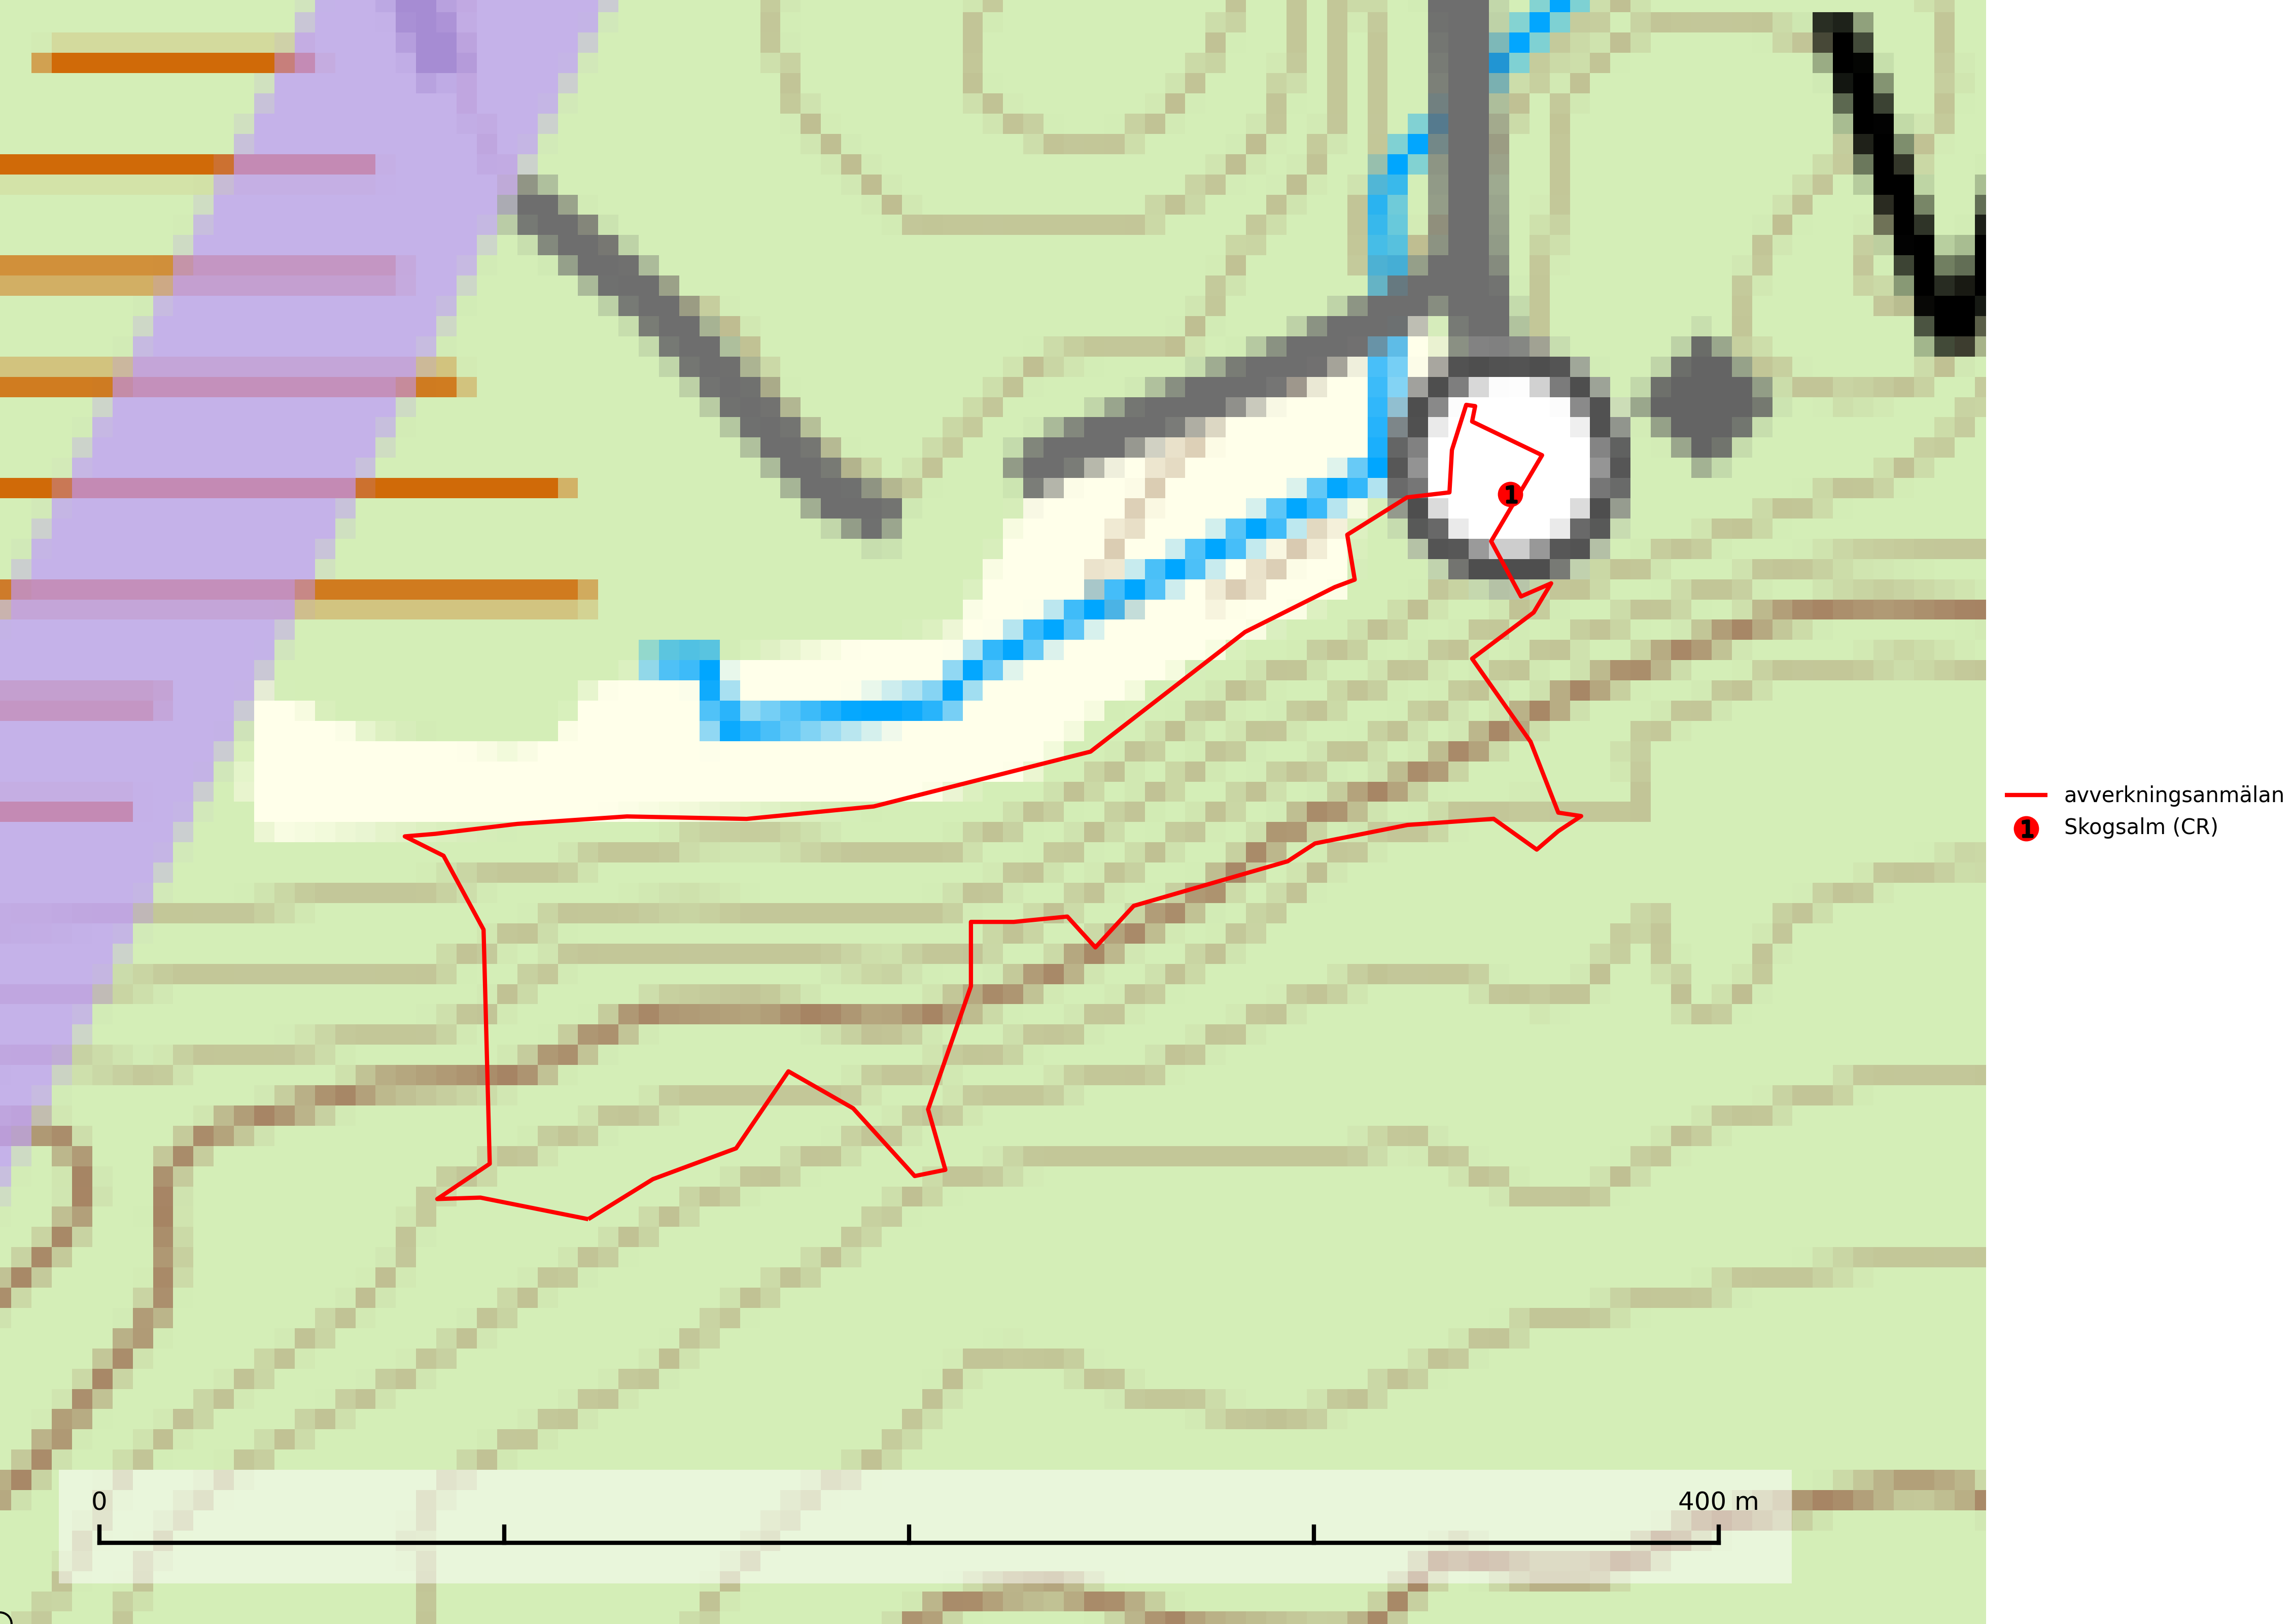 1
avverkningsanmälan
1 Skogsalm (CR)
0 400 m